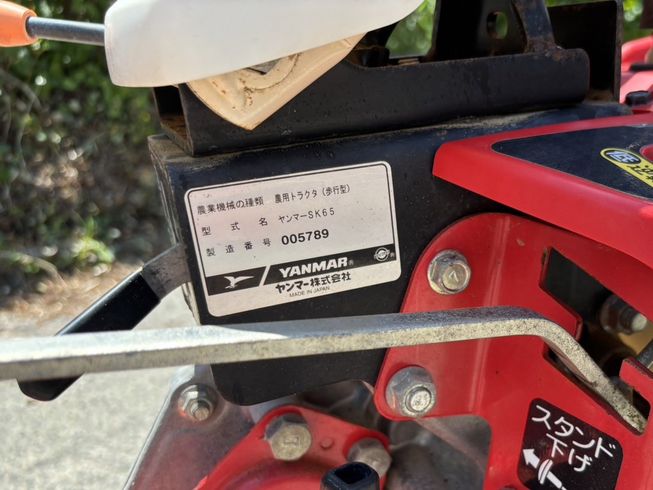 農業機械の種類 農用トラクタ（歩行型）
型式名 ヤンマーSK65
製造番号 005789
YANMAR®
ヤンマー株式会社
MADE IN JAPAN
スタンド
下げ